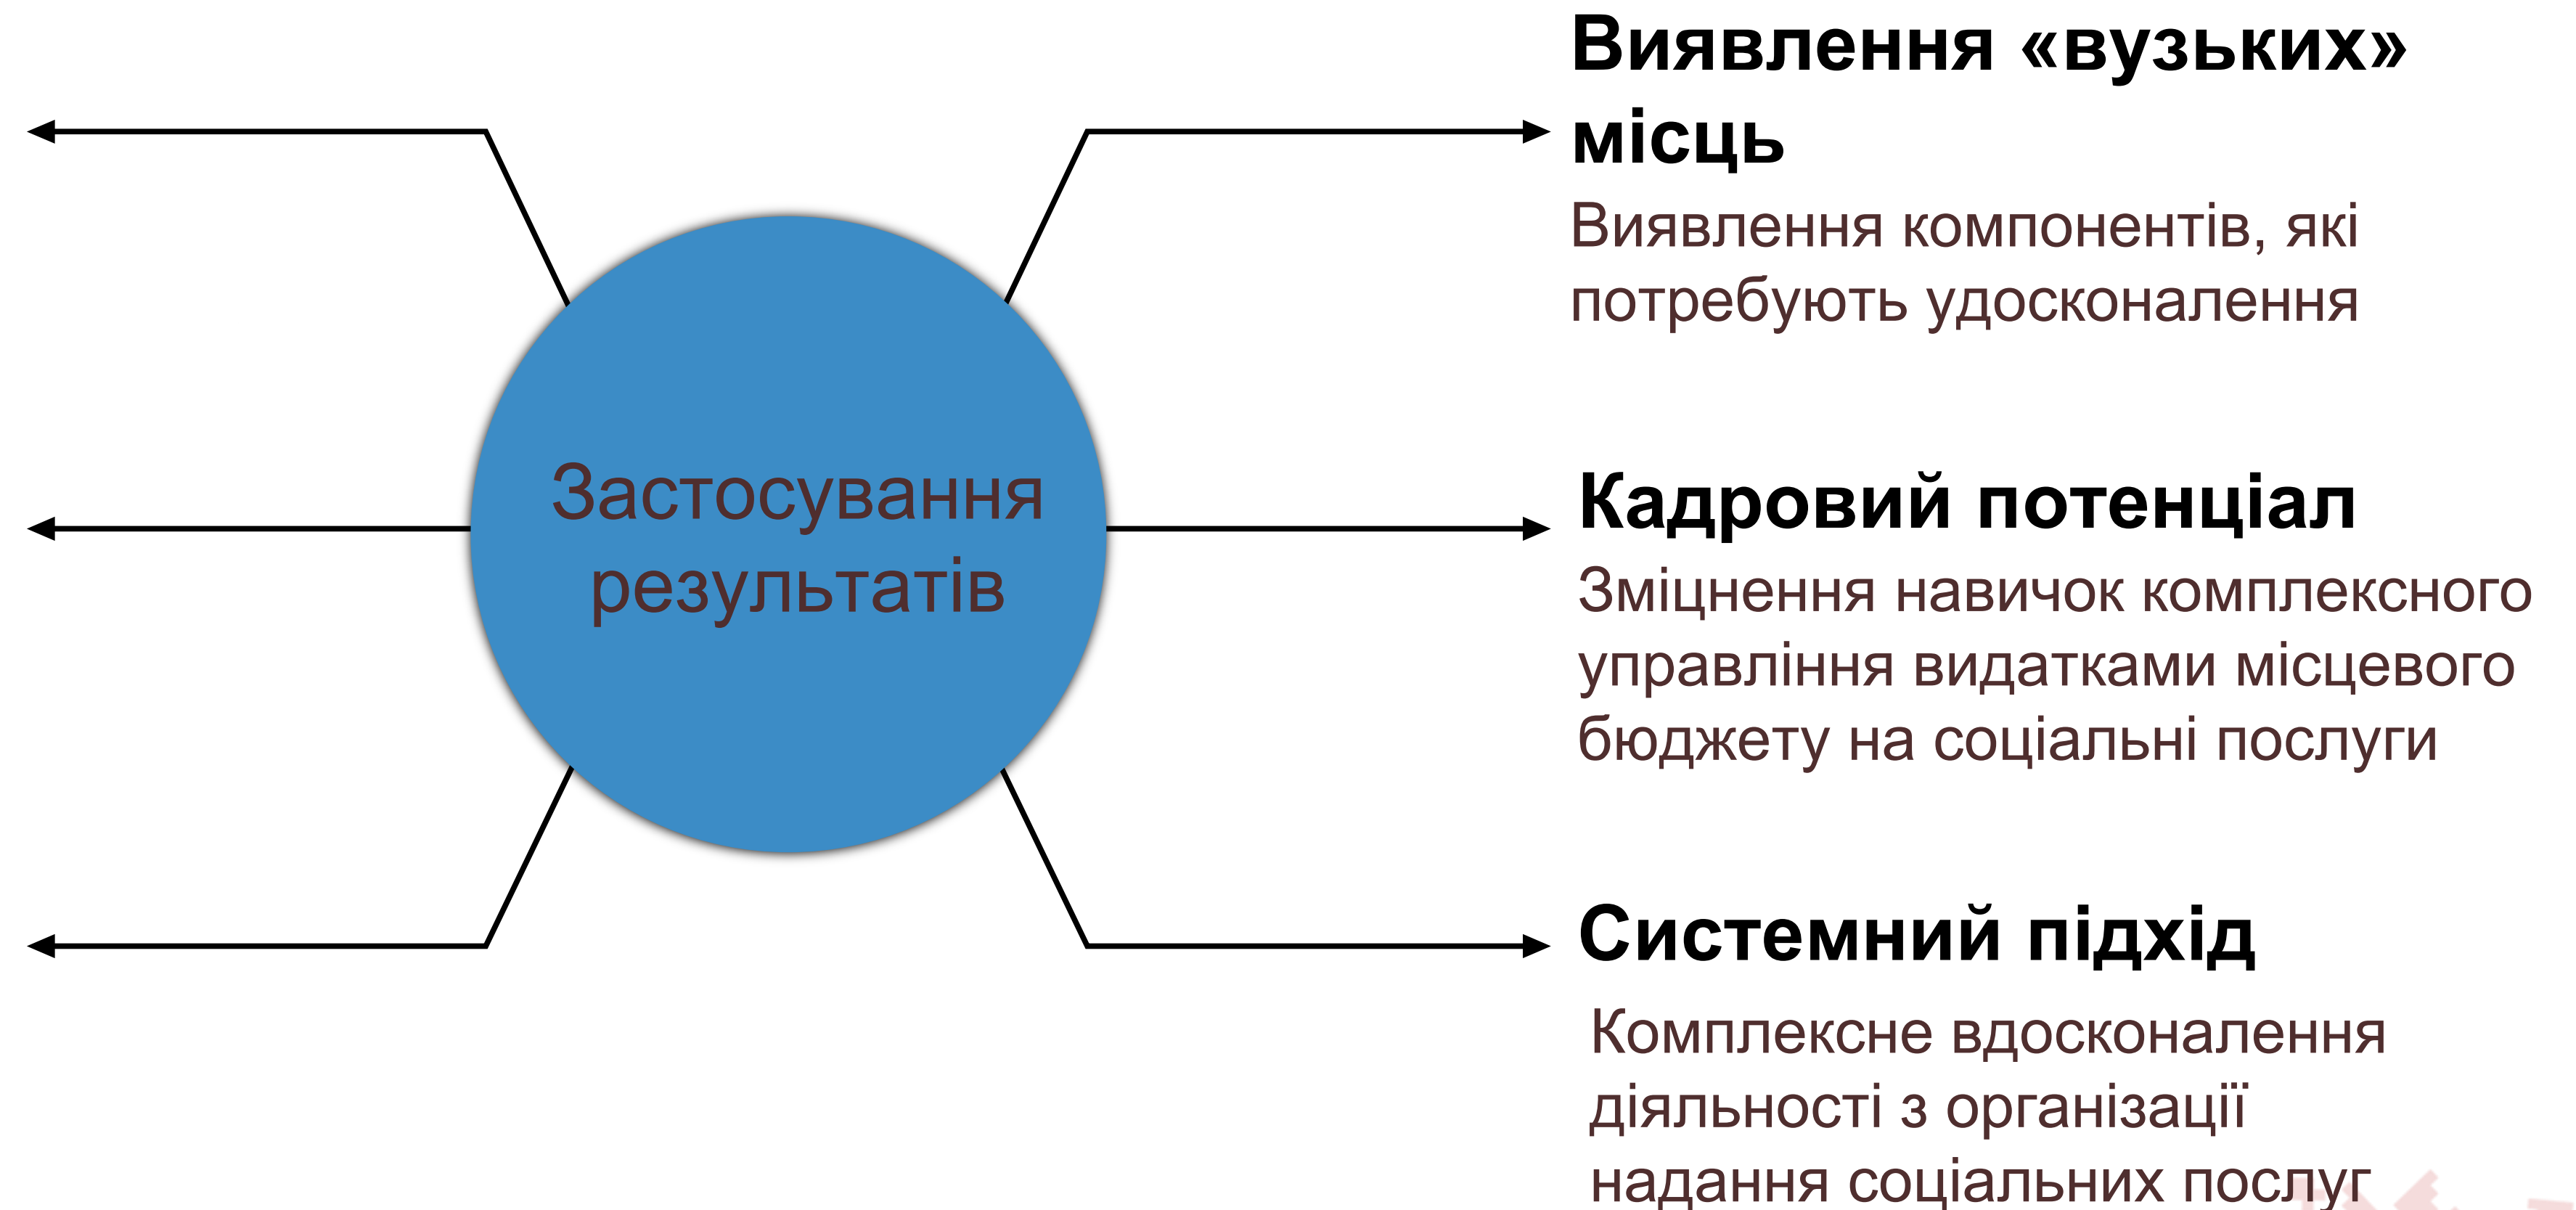 Застосування
результатів
Виявлення «вузьких»
місць
Виявлення компонентів, які
потребують удосконалення
Кадровий потенціал
Зміцнення навичок комплексного
управління видатками місцевого
бюджету на соціальні послуги
Системний підхід
Комплексне вдосконалення
діяльності з організації
надання соціальних послуг